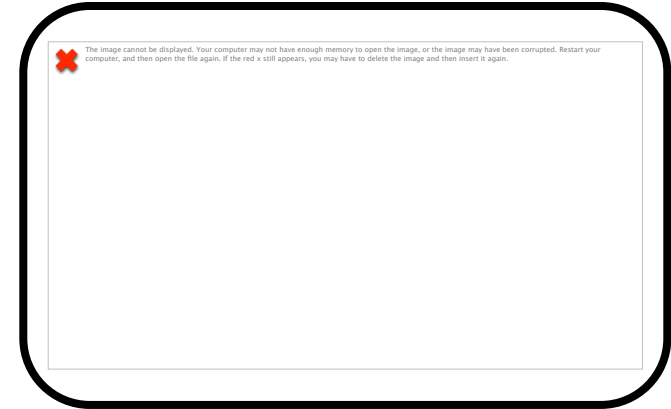 The image cannot be displayed. Your computer may not have enough memory to open the image, or the image may have been corrupted. Restart your
computer, and then open the file again. If the red x still appears, you may have to delete the image and then insert it again.